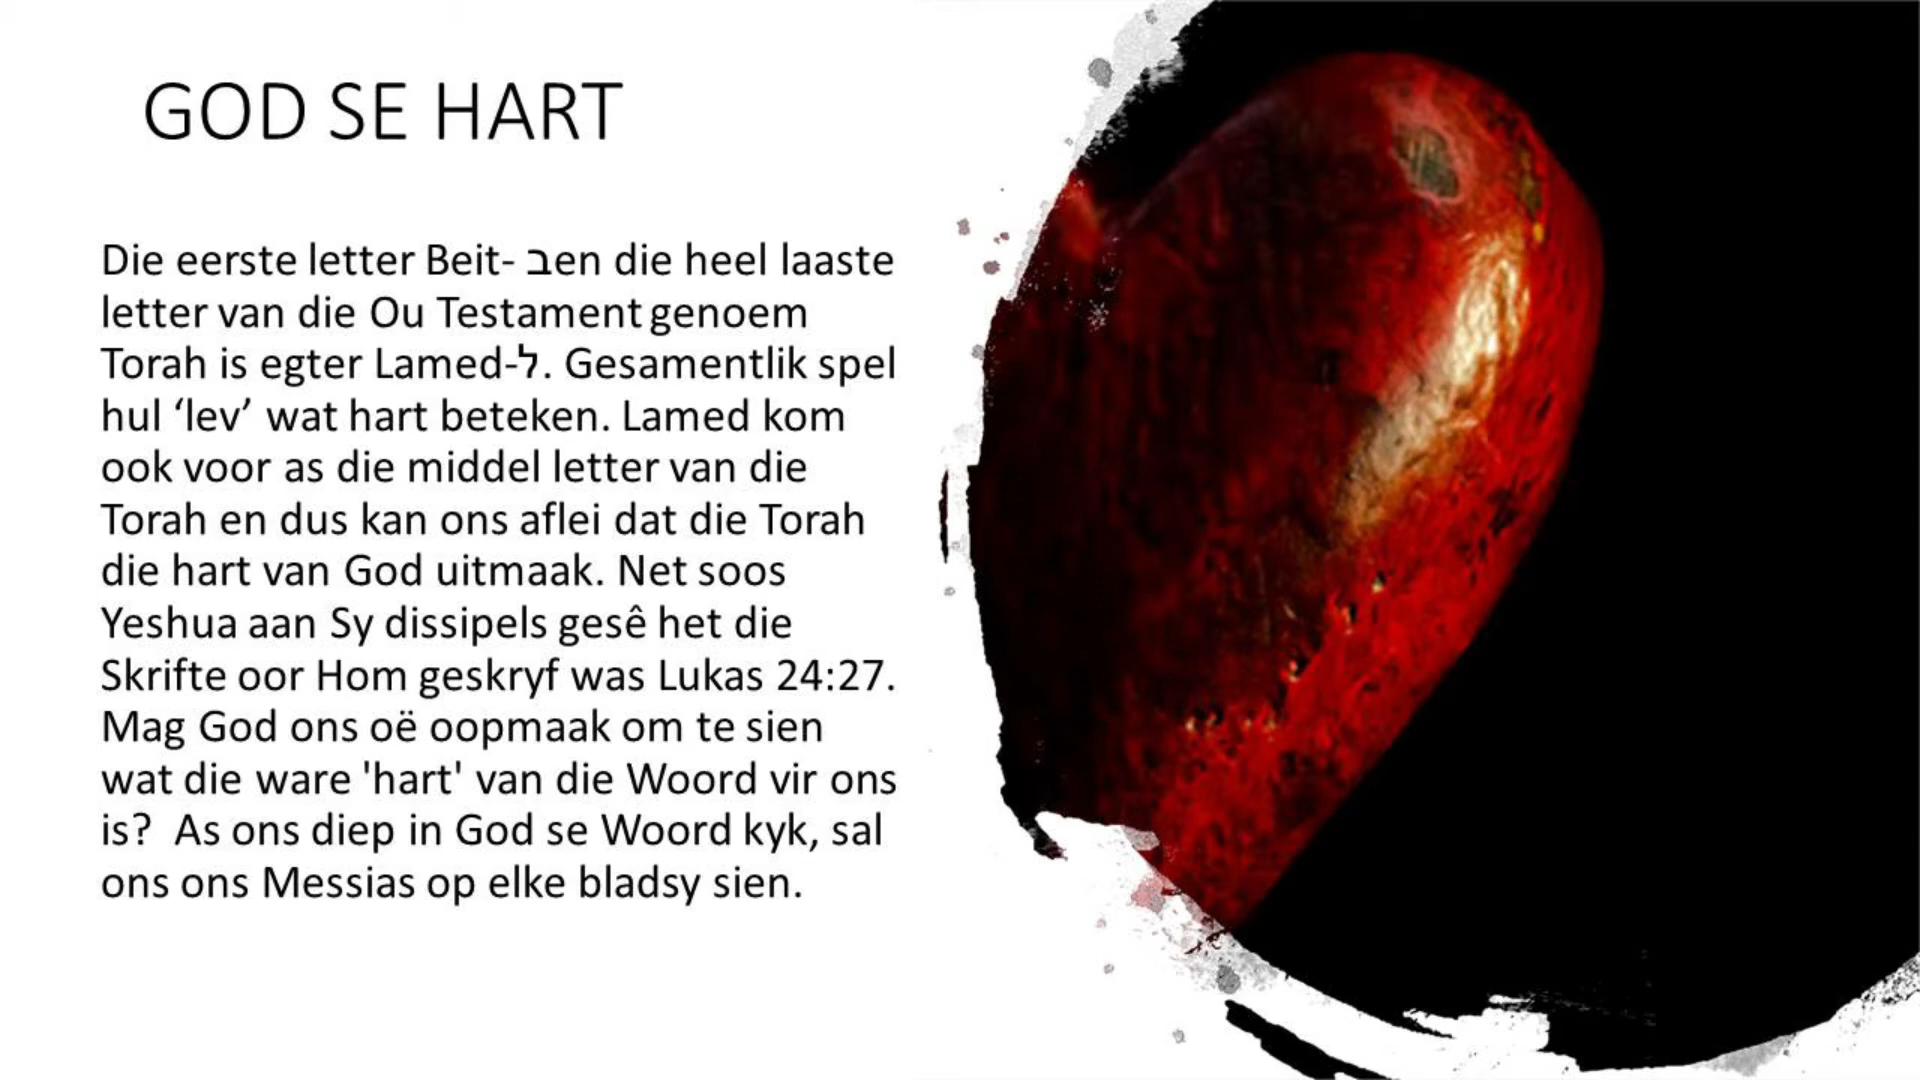 GOD SE HART
Die eerste letter Beit- בen die heel laaste
letter van die Ou Testament genoem
Torah is egter Lamed-ל. Gesamentlik spel
hul ‘lev’ wat hart beteken. Lamed kom
ook voor as die middel letter van die
Torah en dus kan ons aflei dat die Torah
die hart van God uitmaak. Net soos
Yeshua aan Sy dissipels gesê het die
Skrifte oor Hom geskryf was Lukas 24:27.
Mag God ons oë oopmaak om te sien
wat die ware 'hart' van die Woord vir ons
is?  As ons diep in God se Woord kyk, sal
ons ons Messias op elke bladsy sien.